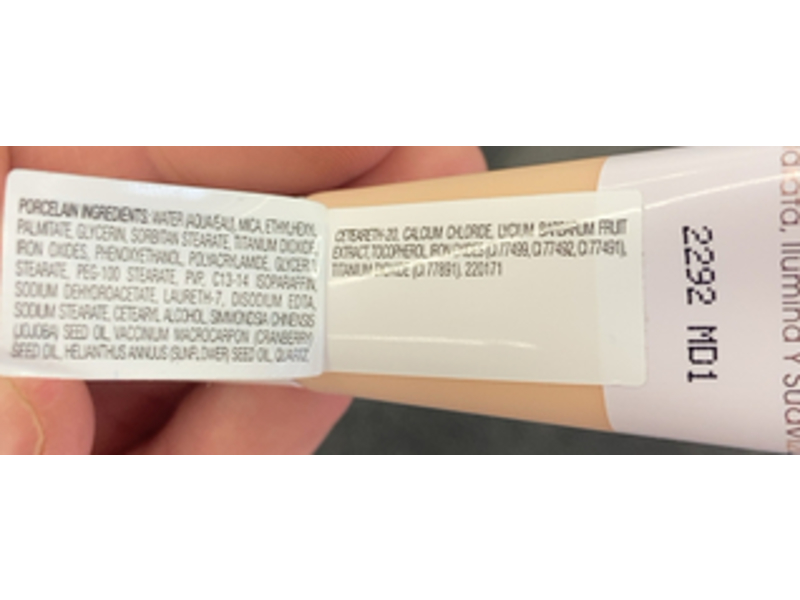 PORCELAIN INGREDIENTS: WATER (AQUA/EAU), MICA, ETHYLHEXYL
PALMITATE, GLYCERIN, SORBITAN STEARATE, TITANIUM DIOXIDE,
IRON OXIDES, PHENOXYETHANOL, POLYACRYLAMIDE, GLYCERYL
STEARATE, PEG-100 STEARATE, PVP, C13-14 ISOPARAFFIN,
SODIUM DEHYDROACETATE, LAURETH-7, DISODIUM EDTA,
SODIUM STEARATE, CETEARYL ALCOHOL, SIMMONDSIA CHINENSIS
(JOJOBA) SEED OIL, VACCINIUM MACROCARPON (CRANBERRY)
SEED OIL, HELIANTHUS ANNUUS (SUNFLOWER) SEED OIL, QUARTZ,
CETEARETH-20, CALCIUM CHLORIDE, LYCIUM BARBARUM FRUIT
EXTRACT, TOCOPHEROL, IRON OXIDES (CI 77499, CI 77492, CI 77491),
TITANIUM DIOXIDE (CI 77891). 220171
2292 MD1
Ilumina Y Suavi